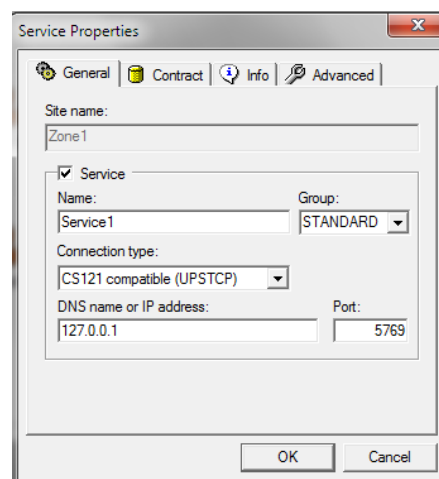 Service Properties
General Contract Info Advanced
Site name:
Zone1
Service
Name: Group:
Service1 STANDARD
Connection type:
CS121 compatible (UPSTCP)
DNS name or IP address: Port:
127.0.0.1 5769
OK Cancel